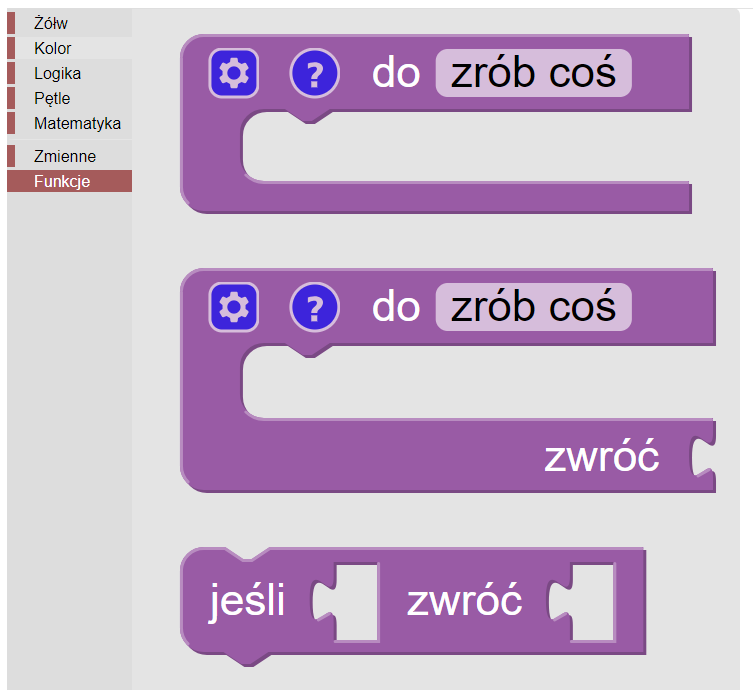 Żółw
Kolor
Logika
Pętle
Matematyka
Zmienne
Funkcje
? do zrób coś
? do zrób coś
zwróć
jeśli zwróć